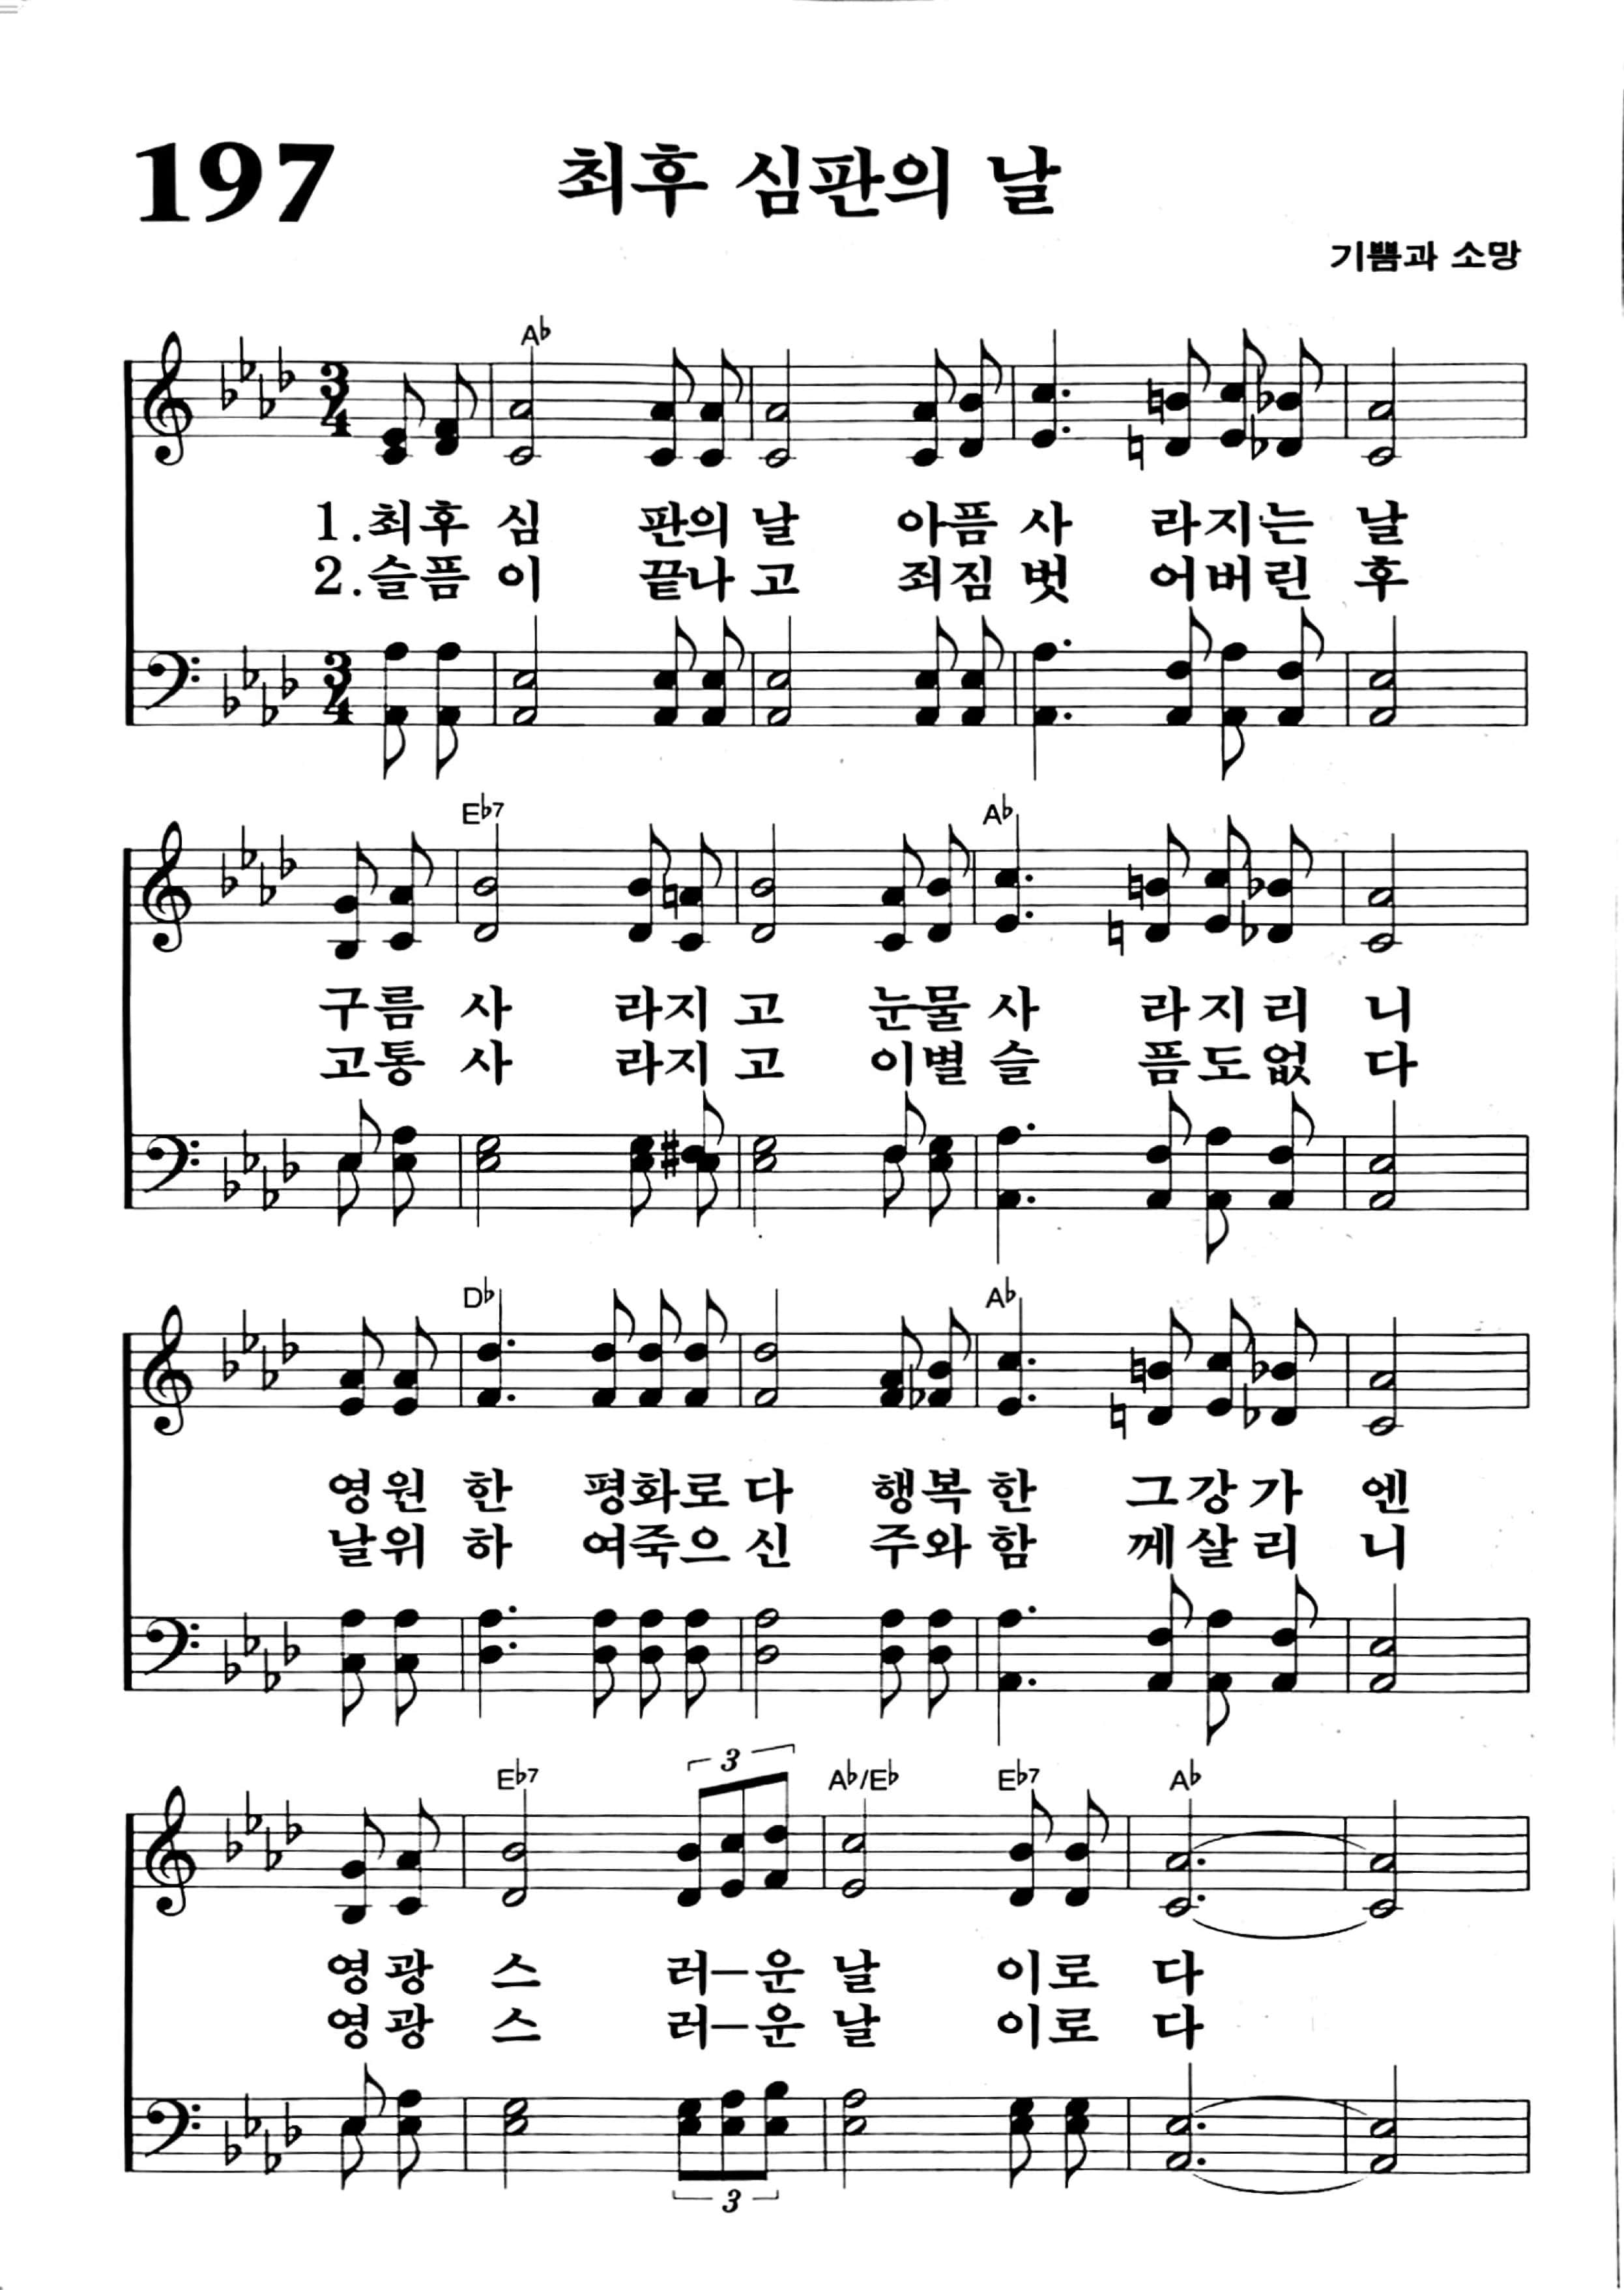 197
최후 심판의 날
기쁨과 소망
A♭
3/4
1.최후 심 판의 날 아픔 사 라지는 날
2.슬픔 이 끝나 고 죄짐 벗 어버린 후
3/4
E♭7 A♭
구름 사 라지 고 눈물 사 라지리 니
고통 사 라지 고 이별 슬 픔도없 다
D♭ A♭
영원 한 평화로 다 행복 한 그강가 엔
날위 하 여죽으 신 주와 함 께살리 니
E♭7 3 A♭/E♭ E♭7 A♭
영광 스 러–운 날 이로 다
영광 스 러–운 날 이로 다
3